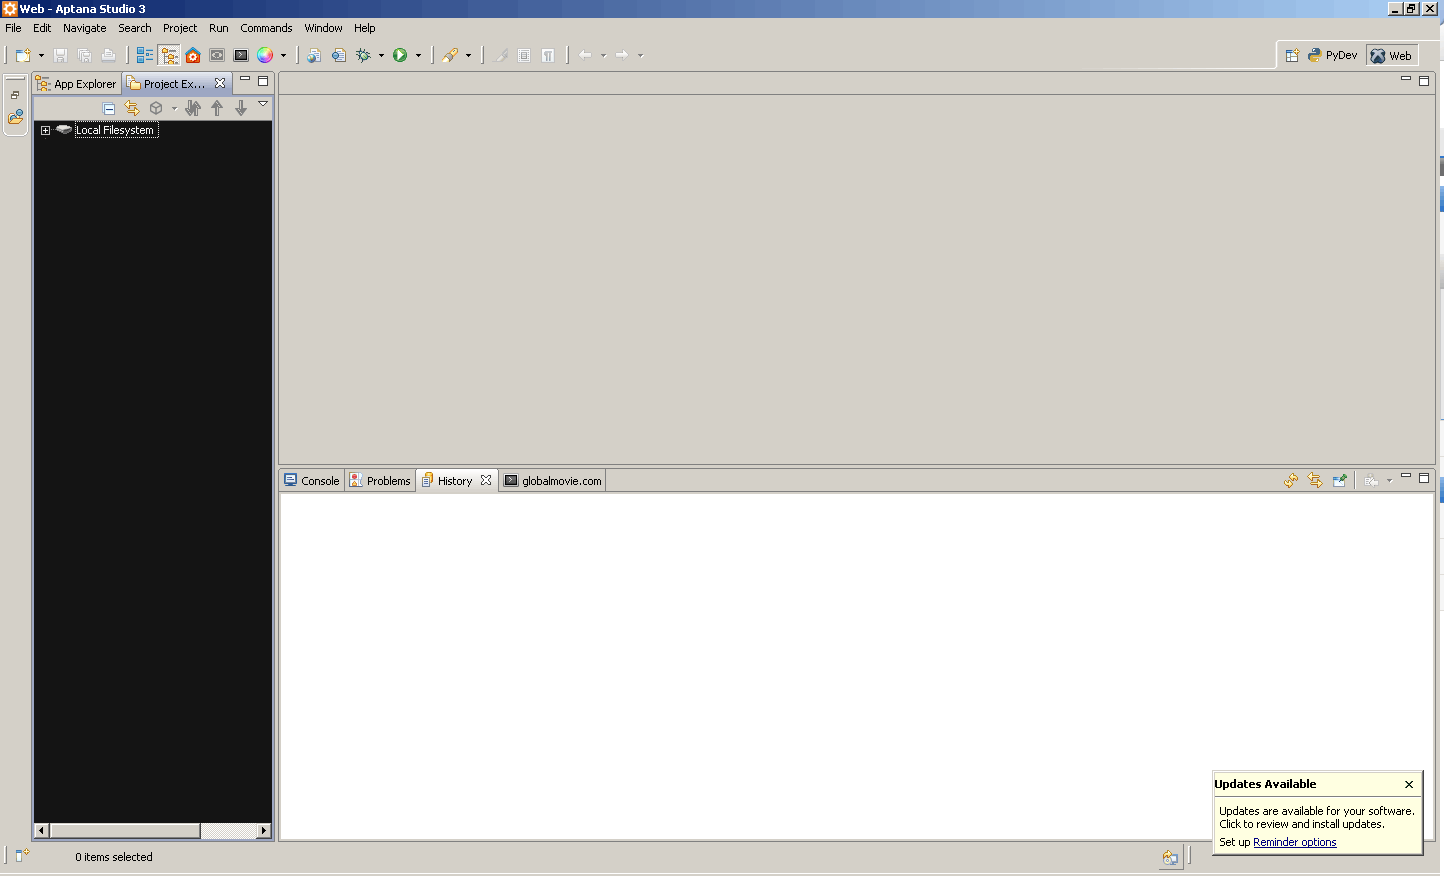 Web - Aptana Studio 3
File Edit Navigate Search Project Run Commands Window Help
PyDev Web
App Explorer Project Ex...
Local Filesystem
Console Problems History globalmovie.com
Updates Available
Updates are available for your software.
Click to review and install updates.
Set up Reminder options
0 items selected